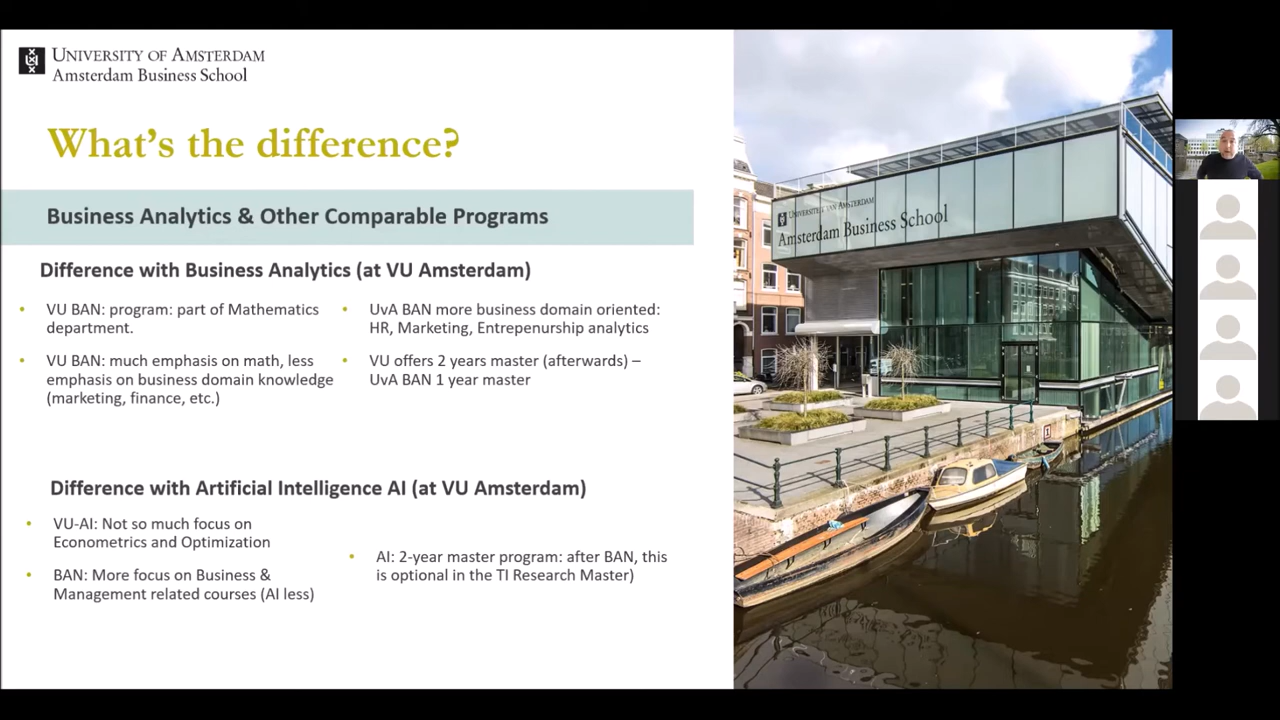 UNIVERSITY OF AMSTERDAM
Amsterdam Business School
What's the difference?
Business Analytics & Other Comparable Programs
Difference with Business Analytics (at VU Amsterdam)
• VU BAN: program: part of Mathematics
department.
• VU BAN: much emphasis on math, less
emphasis on business domain knowledge
(marketing, finance, etc.)
• UvA BAN more business domain oriented:
HR, Marketing, Entrepenurship analytics
• VU offers 2 years master (afterwards) –
UvA BAN 1 year master
Difference with Artificial Intelligence AI (at VU Amsterdam)
• VU-AI: Not so much focus on
Econometrics and Optimization
• BAN: More focus on Business &
Management related courses (AI less)
• AI: 2-year master program: after BAN, this
is optional in the TI Research Master)
UNIVERSITEIT VAN AMSTERDAM
Amsterdam Business School